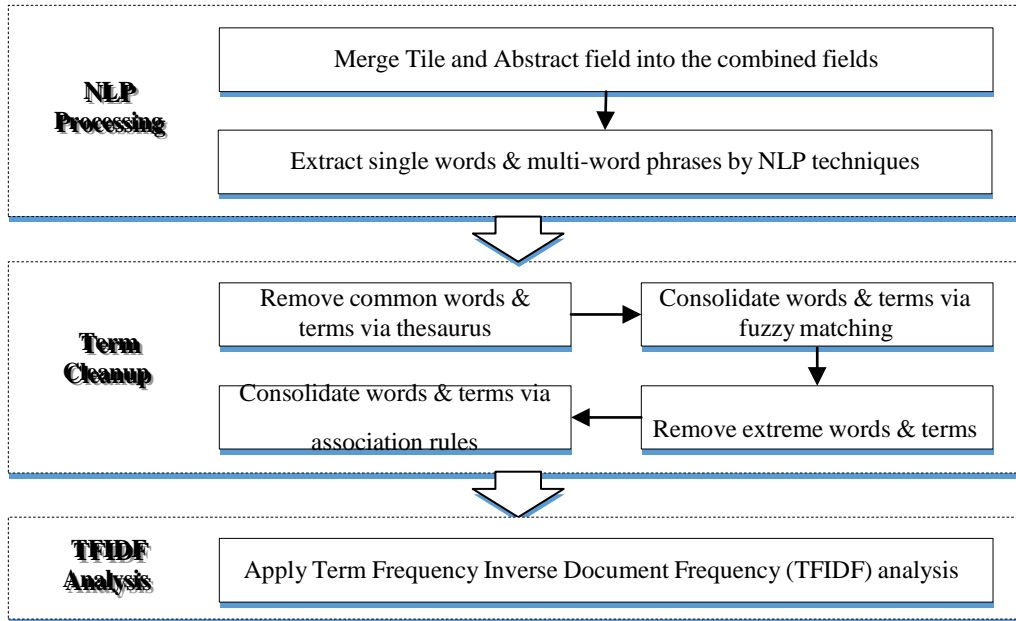 NLP
Processing
Merge Tile and Abstract field into the combined fields
Extract single words & multi-word phrases by NLP techniques
Term
Cleanup
Remove common words &
terms via thesaurus
Consolidate words & terms via
fuzzy matching
Consolidate words & terms via
association rules
Remove extreme words & terms
TFIDF
Analysis
Apply Term Frequency Inverse Document Frequency (TFIDF) analysis